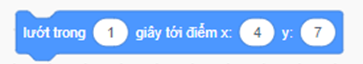 lướt trong 1 giây tới điểm x: 4 y: 7